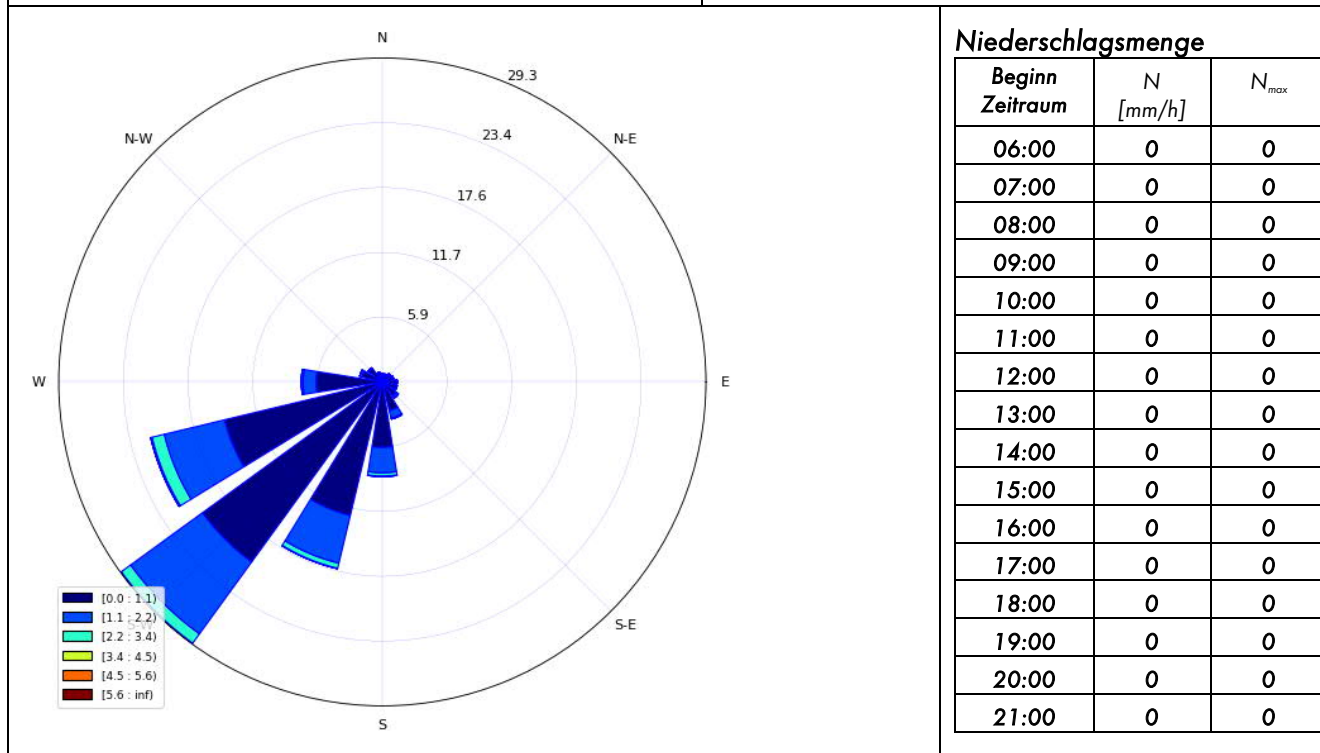 N
29.3
N-W
N-E
23.4
17.6
11.7
5.9
W
E
[0.0 : 1.1)
[1.1 : 2.2)
S-W
S-E
[2.2 : 3.4)
[3.4 : 4.5)
[4.5 : 5.6)
[5.6 : inf)
S
Niederschlagsmenge
Beginn Zeitraum N [mm/h] Nmax
06:00 0 0
07:00 0 0
08:00 0 0
09:00 0 0
10:00 0 0
11:00 0 0
12:00 0 0
13:00 0 0
14:00 0 0
15:00 0 0
16:00 0 0
17:00 0 0
18:00 0 0
19:00 0 0
20:00 0 0
21:00 0 0